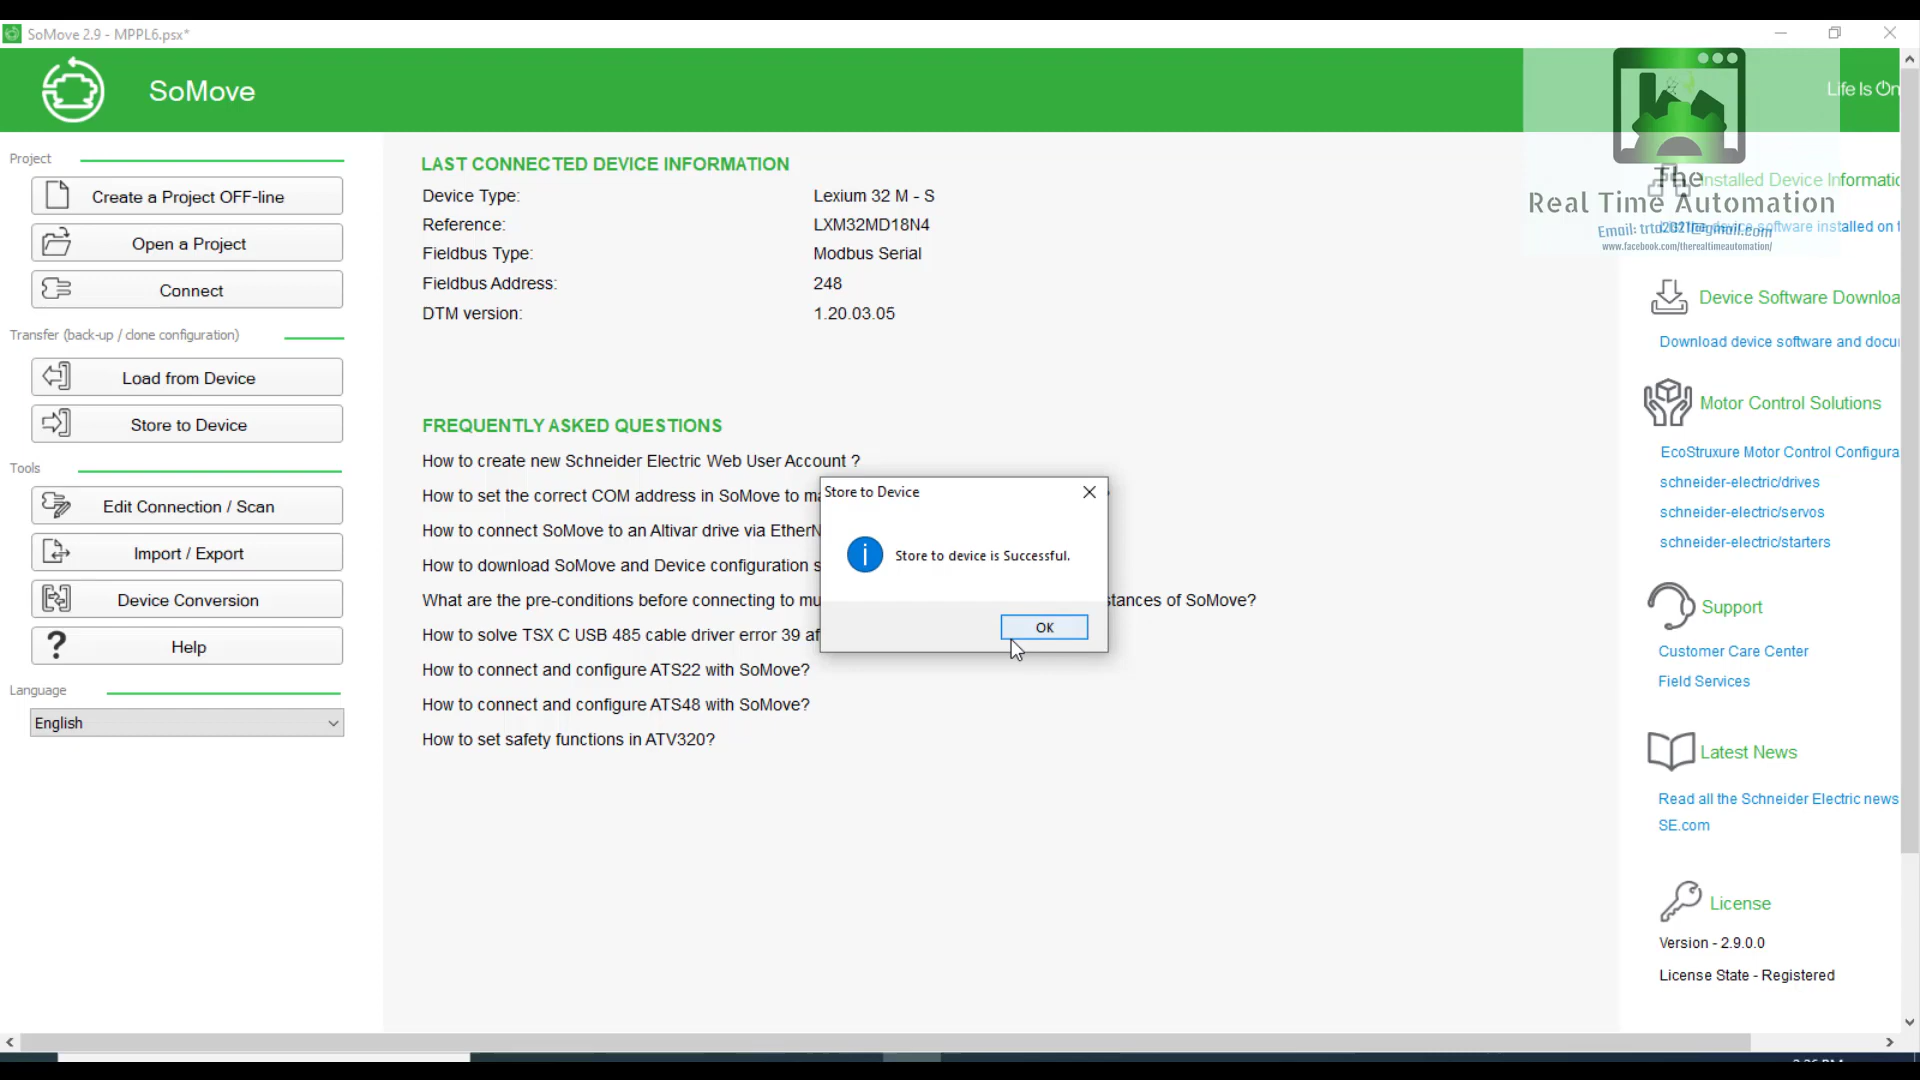 SoMove 2.9 - MPPL6.psx*
SoMove
Life Is On
Project
Create a Project OFF-line
Open a Project
Connect
Transfer (back-up / clone configuration)
Load from Device
Store to Device
Tools
Edit Connection / Scan
Import / Export
Device Conversion
Help
Language
English
LAST CONNECTED DEVICE INFORMATION
Device Type: Lexium 32 M - S
Reference: LXM32MD18N4
Fieldbus Type: Modbus Serial
Fieldbus Address: 248
DTM version: 1.20.03.05
FREQUENTLY ASKED QUESTIONS
How to create new Schneider Electric Web User Account ?
How to set the correct COM address in SoMove to
How to connect SoMove to an Altivar drive via
How to download SoMove and Device configuration
What are the pre-conditions before connecting to of SoMove?
How to solve TSX C USB 485 cable driver error 39
How to connect and configure ATS22 with SoMove?
How to connect and configure ATS48 with SoMove?
How to set safety functions in ATV320?
Store to Device
i
Store to device is Successful.
OK
The
Real Time Automation
Email:
www.facebook.com/therealtimeautomation/
Installed Device
software installed on
Device Software
Download device software and
Motor Control Solutions
EcoStruxure Motor Control
schneider-electric/drives
schneider-electric/servos
schneider-electric/starters
Support
Customer Care Center
Field Services
Latest News
Read all the Schneider Electric news
SE.com
License
Version - 2.9.0.0
License State - Registered